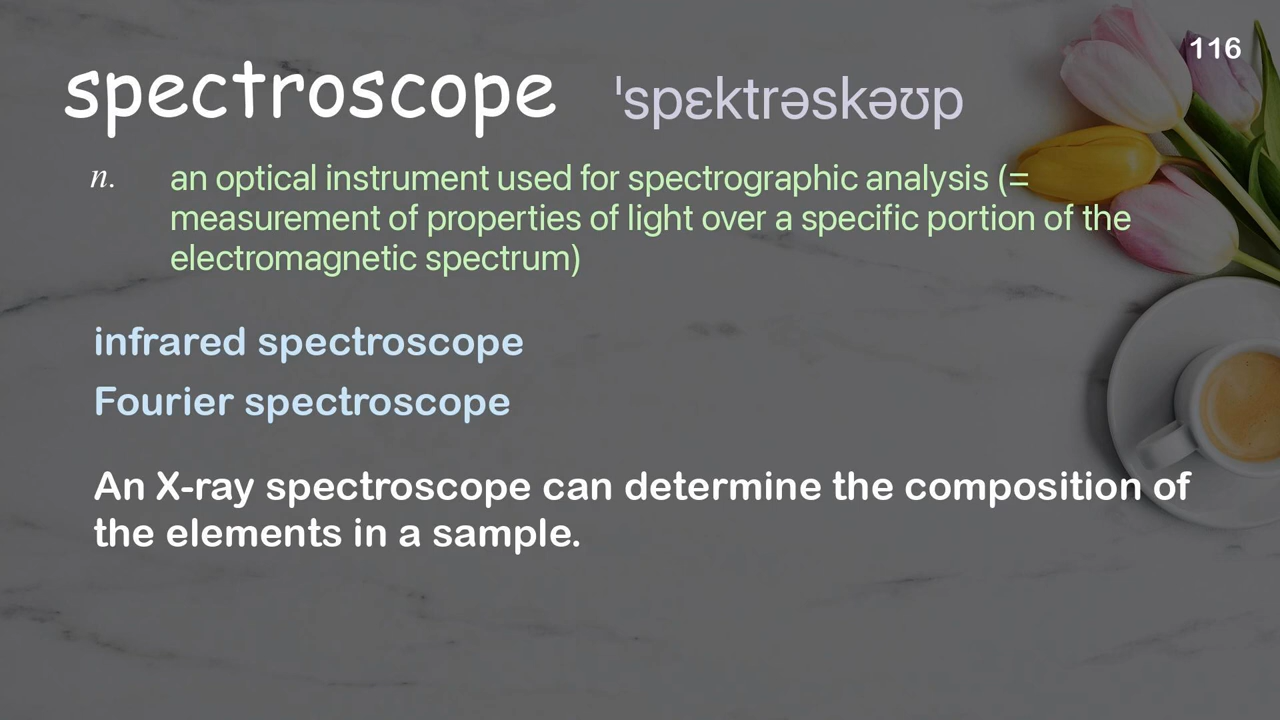 116
spectroscope ˈspɛktrəskəʊp
n. an optical instrument used for spectrographic analysis (=
measurement of properties of light over a specific portion of the
electromagnetic spectrum)
infrared spectroscope
Fourier spectroscope
An X-ray spectroscope can determine the composition of
the elements in a sample.